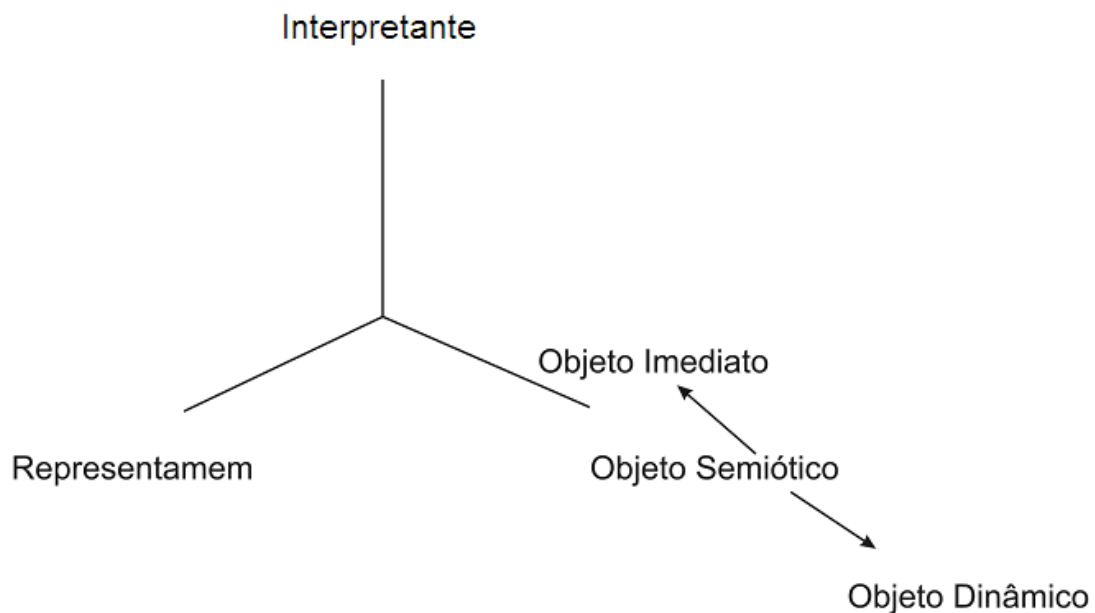 Interpretante
Objeto Imediato
Representamem
Objeto Semiótico
Objeto Dinâmico